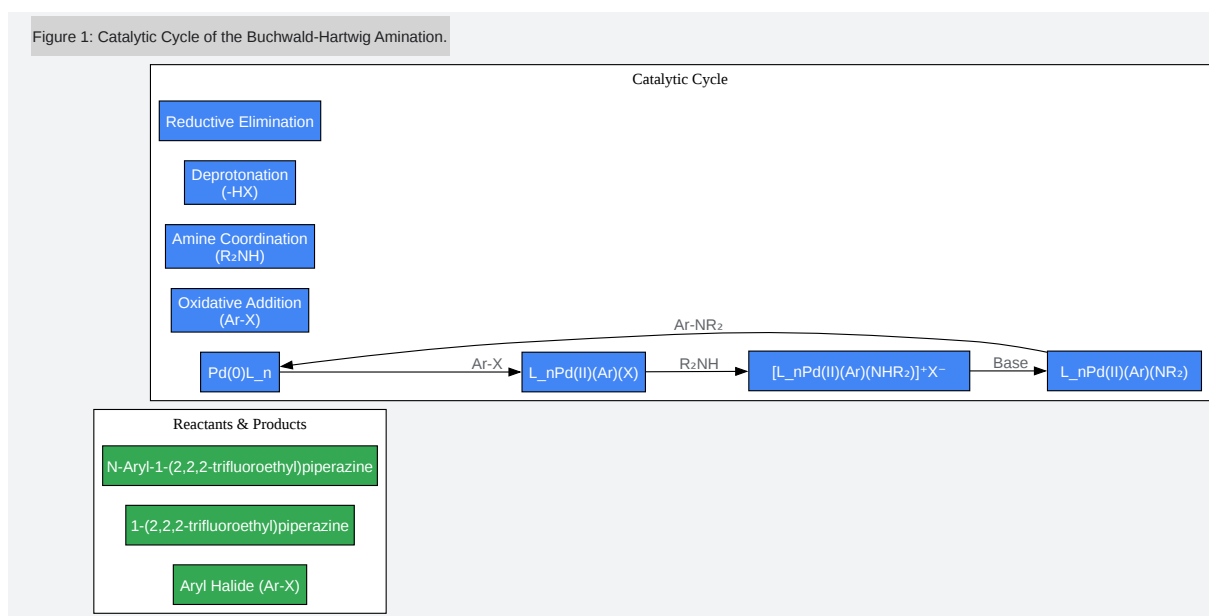 Figure 1: Catalytic Cycle of the Buchwald-Hartwig Amination.
Catalytic Cycle
Reductive Elimination
Deprotonation
(-HX)
Amine Coordination
(R₂NH)
Oxidative Addition
(Ar-X)
Ar-NR₂
Pd(0)L_n
Ar-X
L_nPd(II)(Ar)(X)
R₂NH
[L_nPd(II)(Ar)(NHR₂)]⁺X⁻
Base
L_nPd(II)(Ar)(NR₂)
Reactants & Products
N-Aryl-1-(2,2,2-trifluoroethyl)piperazine
1-(2,2,2-trifluoroethyl)piperazine
Aryl Halide (Ar-X)